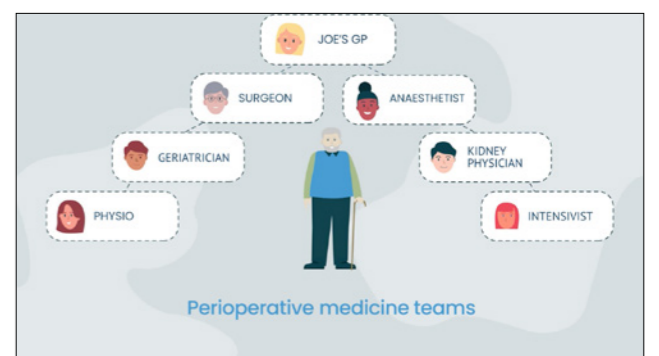 JOE'S GP
SURGEON
ANAESTHETIST
GERIATRICIAN
KIDNEY
PHYSICIAN
PHYSIO
INTENSIVIST
Perioperative medicine teams